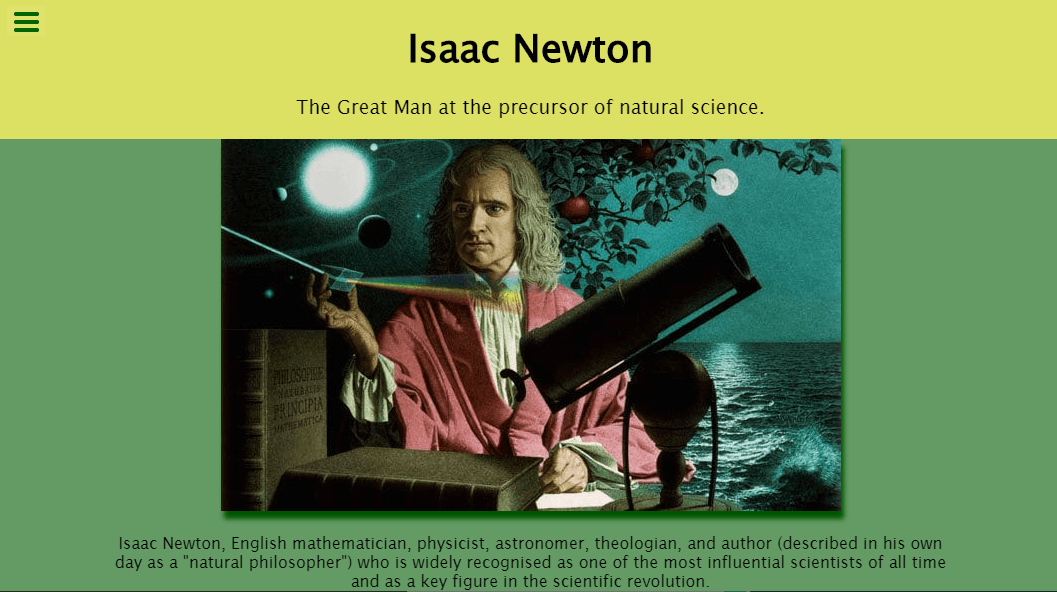 Isaac Newton
The Great Man at the precursor of natural science.
PHILOSOPHIÆ
NATURALIS
PRINCIPIA
MATHEMATICA
Isaac Newton, English mathematician, physicist, astronomer, theologian, and author (described in his own
day as a "natural philosopher") who is widely recognised as one of the most influential scientists of all time
and as a key figure in the scientific revolution.